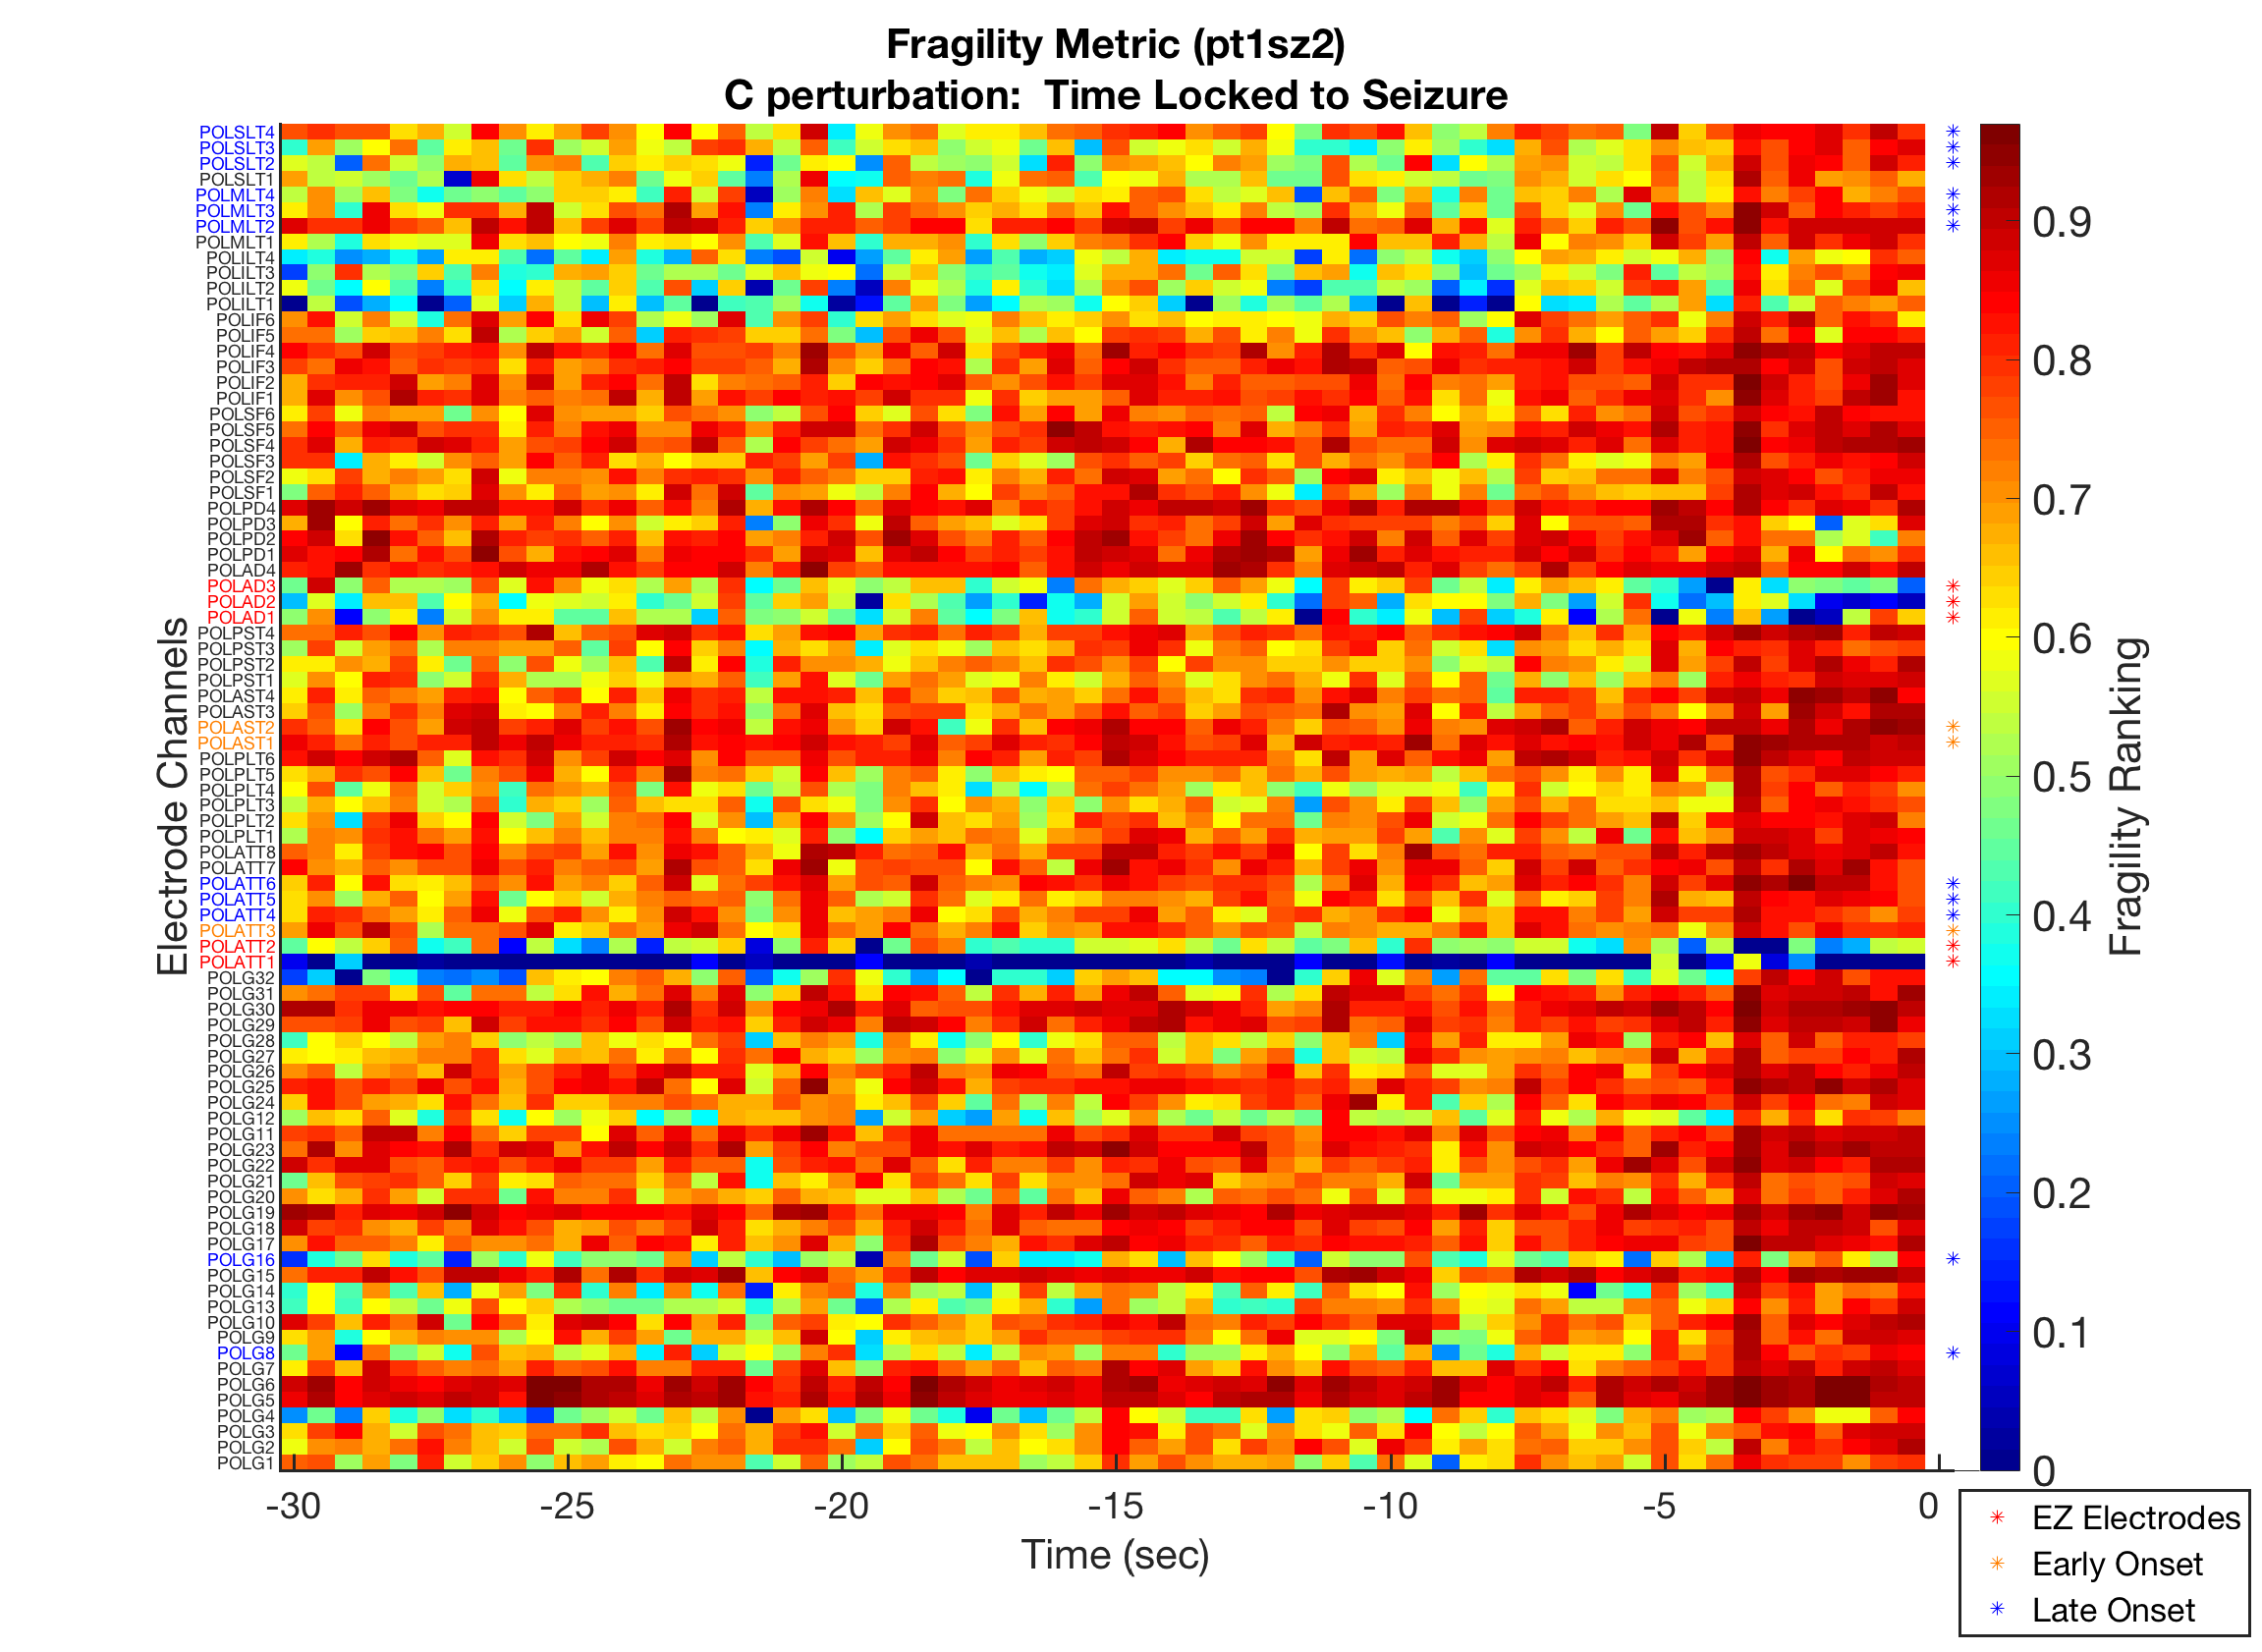 Fragility Metric (pt1sz2)
C perturbation:  Time Locked to Seizure
Electrode Channels
POLSLT4
POLSLT3
POLSLT2
POLSLT1
POLMLT4
POLMLT3
POLMLT2
POLMLT1
POLILT4
POLILT3
POLILT2
POLILT1
POLIF6
POLIF5
POLIF4
POLIF3
POLIF2
POLIF1
POLSF6
POLSF5
POLSF4
POLSF3
POLSF2
POLSF1
POLPD4
POLPD3
POLPD2
POLPD1
POLAD4
POLAD3
POLAD2
POLAD1
POLPST4
POLPST3
POLPST2
POLPST1
POLAST4
POLAST3
POLAST2
POLAST1
POLPLT6
POLPLT5
POLPLT4
POLPLT3
POLPLT2
POLPLT1
POLATT8
POLATT7
POLATT6
POLATT5
POLATT4
POLATT3
POLATT2
POLATT1
POLG32
POLG31
POLG30
POLG29
POLG28
POLG27
POLG26
POLG25
POLG24
POLG12
POLG11
POLG23
POLG22
POLG21
POLG20
POLG19
POLG18
POLG17
POLG16
POLG15
POLG14
POLG13
POLG10
POLG9
POLG8
POLG7
POLG6
POLG5
POLG4
POLG3
POLG2
POLG1
-30 -25 -20 -15 -10 -5 0
Time (sec)
0.9
0.8
0.7
0.6
0.5
0.4
0.3
0.2
0.1
0
Fragility Ranking
EZ Electrodes
Early Onset
Late Onset